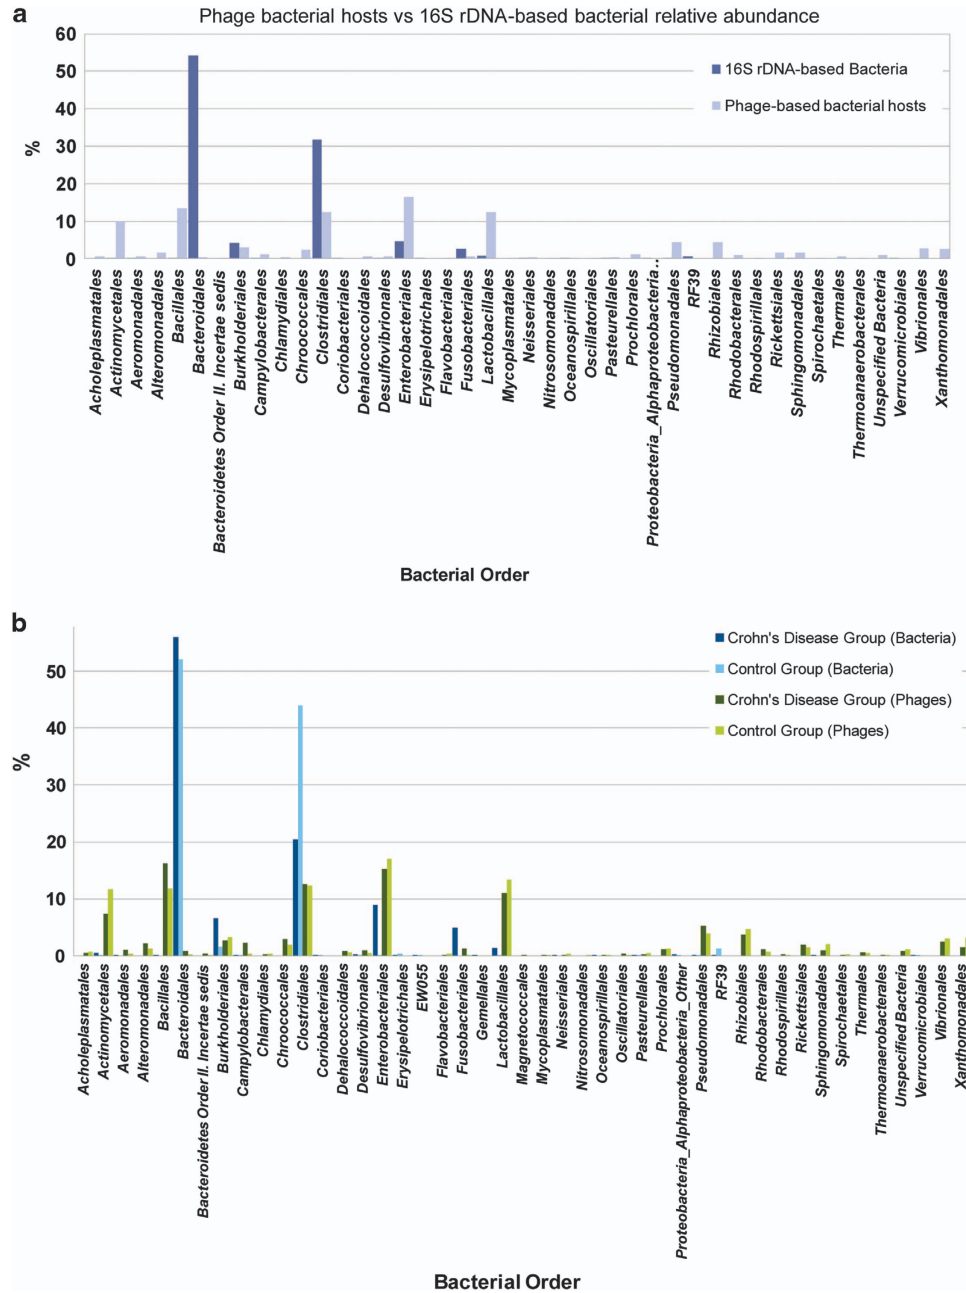 a
Phage bacterial hosts vs 16S rDNA-based bacterial relative abundance
60
50
40
30
20
10
0
%
16S rDNA-based Bacteria
Phage-based bacterial hosts
Acholeplasmatales
Actinomycetales
Aeromonadales
Alteromonadales
Bacillales
Bacteroidales
Bacteroidetes Order II. Incertae sedis
Burkholderiales
Campylobacterales
Chlamydiales
Chroococcales
Clostridiales
Coriobacteriales
Dehalococcoidales
Desulfovibrionales
Enterobacteriales
Erysipelotrichales
Flavobacteriales
Fusobacteriales
Lactobacillales
Mycoplasmatales
Neisseriales
Nitrosomonadales
Oceanospirillales
Oscillatoriales
Pasteurellales
Prochlorales
Proteobacteria_Alphaproteobacteria...
Pseudomonadales
RF39
Rhizobiales
Rhodobacterales
Rhodospirillales
Rickettsiales
Sphingomonadales
Spirochaetales
Thermales
Thermoanaerobacterales
Unspecified Bacteria
Verrucomicrobiales
Vibrionales
Xanthomonadales
Bacterial Order
b
50
40
30
20
10
0
%
Crohn's Disease Group (Bacteria)
Control Group (Bacteria)
Crohn's Disease Group (Phages)
Control Group (Phages)
Acholeplasmatales
Actinomycetales
Aeromonadales
Alteromonadales
Bacillales
Bacteroidales
Bacteroidetes Order II. Incertae sedis
Burkholderiales
Campylobacterales
Chlamydiales
Chroococcales
Clostridiales
Coriobacteriales
Dehalococcoidales
Desulfovibrionales
Enterobacteriales
Erysipelotrichales
EW055
Flavobacteriales
Fusobacteriales
Gemellales
Lactobacillales
Magnetococcales
Mycoplasmatales
Neisseriales
Nitrosomonadales
Oceanospirillales
Oscillatoriales
Pasteurellales
Prochlorales
Proteobacteria_Alphaproteobacteria_Other
Pseudomonadales
RF39
Rhizobiales
Rhodobacterales
Rhodospirillales
Rickettsiales
Sphingomonadales
Spirochaetales
Thermales
Thermoanaerobacterales
Unspecified Bacteria
Verrucomicrobiales
Vibrionales
Xanthomonadales
Bacterial Order